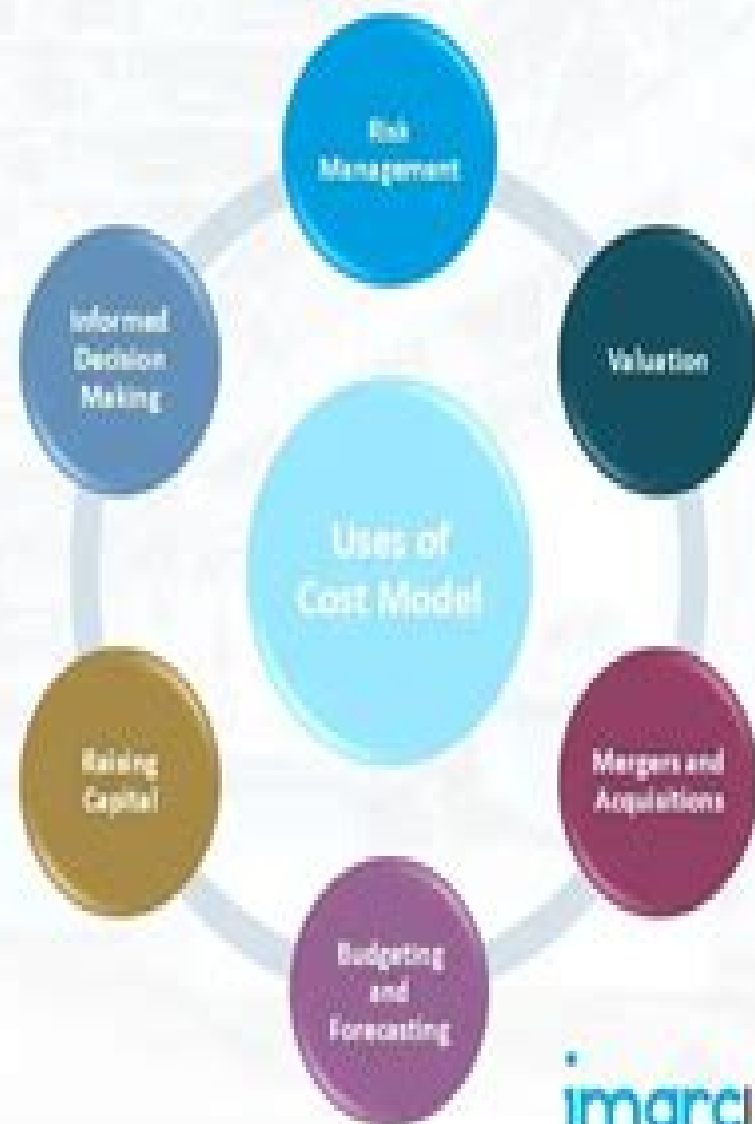 Risk
Management
Valuation
Mergers and
Acquisitions
Budgeting
and
Forecasting
Raising
Capital
Informed
Decision
Making
Uses of
Cost Model
imarc